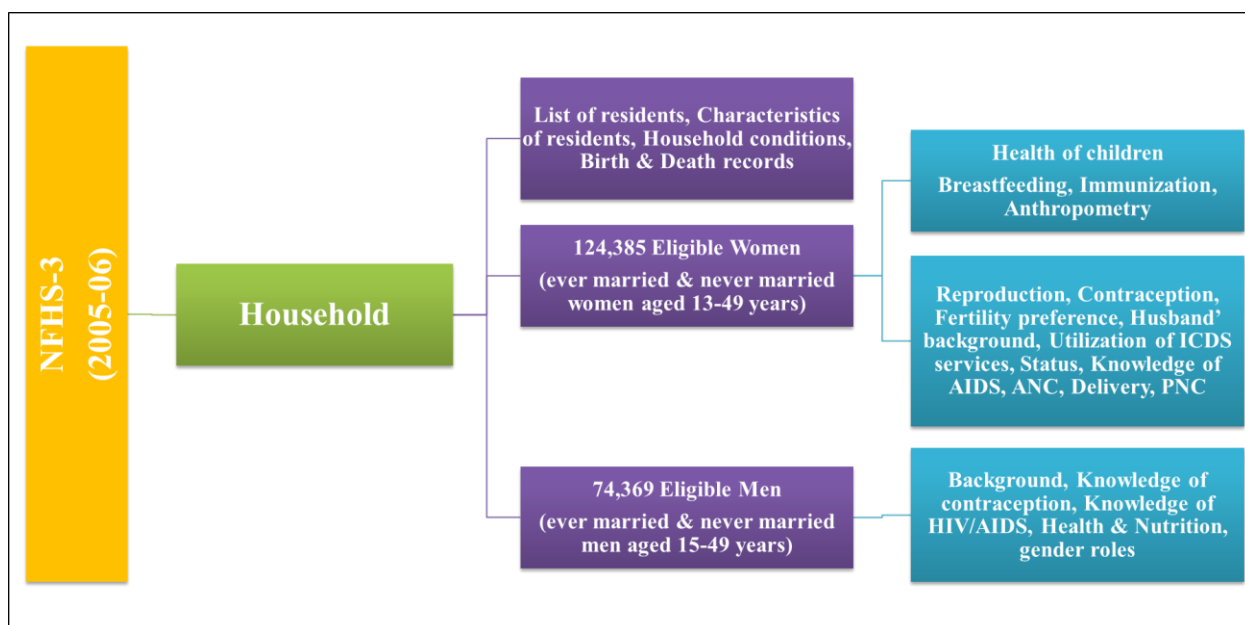 NFHS-3
(2005-06)
Household
List of residents, Characteristics
of residents, Household conditions,
Birth & Death records
124,385 Eligible Women
(ever married & never married
women aged 13-49 years)
74,369 Eligible Men
(ever married & never married
men aged 15-49 years)
Health of children
Breastfeeding, Immunization,
Anthropometry
Reproduction, Contraception,
Fertility preference, Husband'
background, Utilization of ICDS
services, Status, Knowledge of
AIDS, ANC, Delivery, PNC
Background, Knowledge of
contraception, Knowledge of
HIV/AIDS, Health & Nutrition,
gender roles